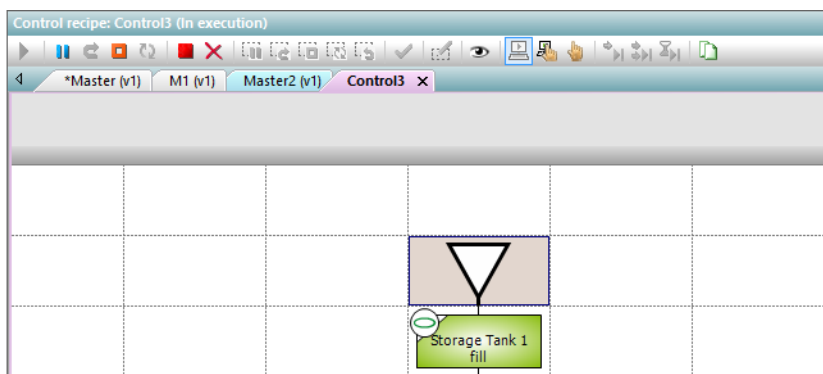 Control recipe: Control3 (In execution)
*Master (v1) M1 (v1) Master2 (v1) Control3 X
Storage Tank 1
fill